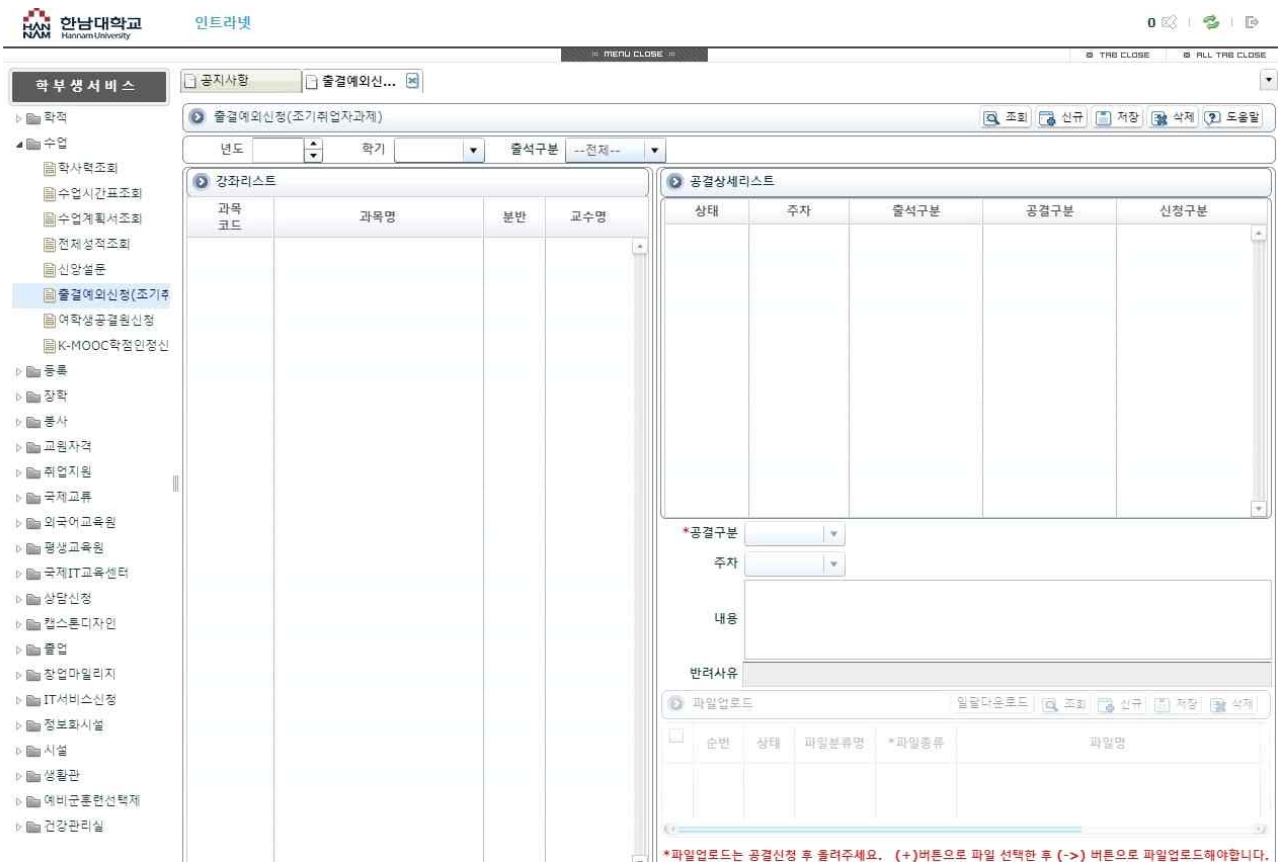 HAN
NAM
한남대학교
Hannam University
인트라넷
0
MENU CLOSE
TAB CLOSE
ALL TAB CLOSE
학부생서비스
학적
수업
학사력조회
수업시간표조회
수업계획서조회
전체성적조회
신앙설문
출결예외신청(조기취
여학생공결원신청
K-MOOC학점인정신
등록
장학
봉사
교원자격
취업지원
국제교류
외국어교육원
평생교육원
국제IT교육센터
상담신청
캡스톤디자인
졸업
창업마일리지
IT서비스신청
정보화시설
시설
생활관
예비군훈련선택제
건강관리실
공지사항
출결예외신...
출결예외신청(조기취업자과제)
조회 신규 저장 삭제 도움말
년도 학기 출석구분 --전체--
강좌리스트
과목
코드
과목명 분반 교수명
공결상세리스트
상태 주차 출석구분 공결구분 신청구분
*공결구분
주차
내용
반려사유
파일업로드 일괄다운로드 조회 신규 저장 삭제
순번 상태 파일분류명 *파일종류 파일명
*파일업로드는 공결신청 후 올려주세요. (+)버튼으로 파일 선택한 후 (->) 버튼으로 파일업로드해야합니다.